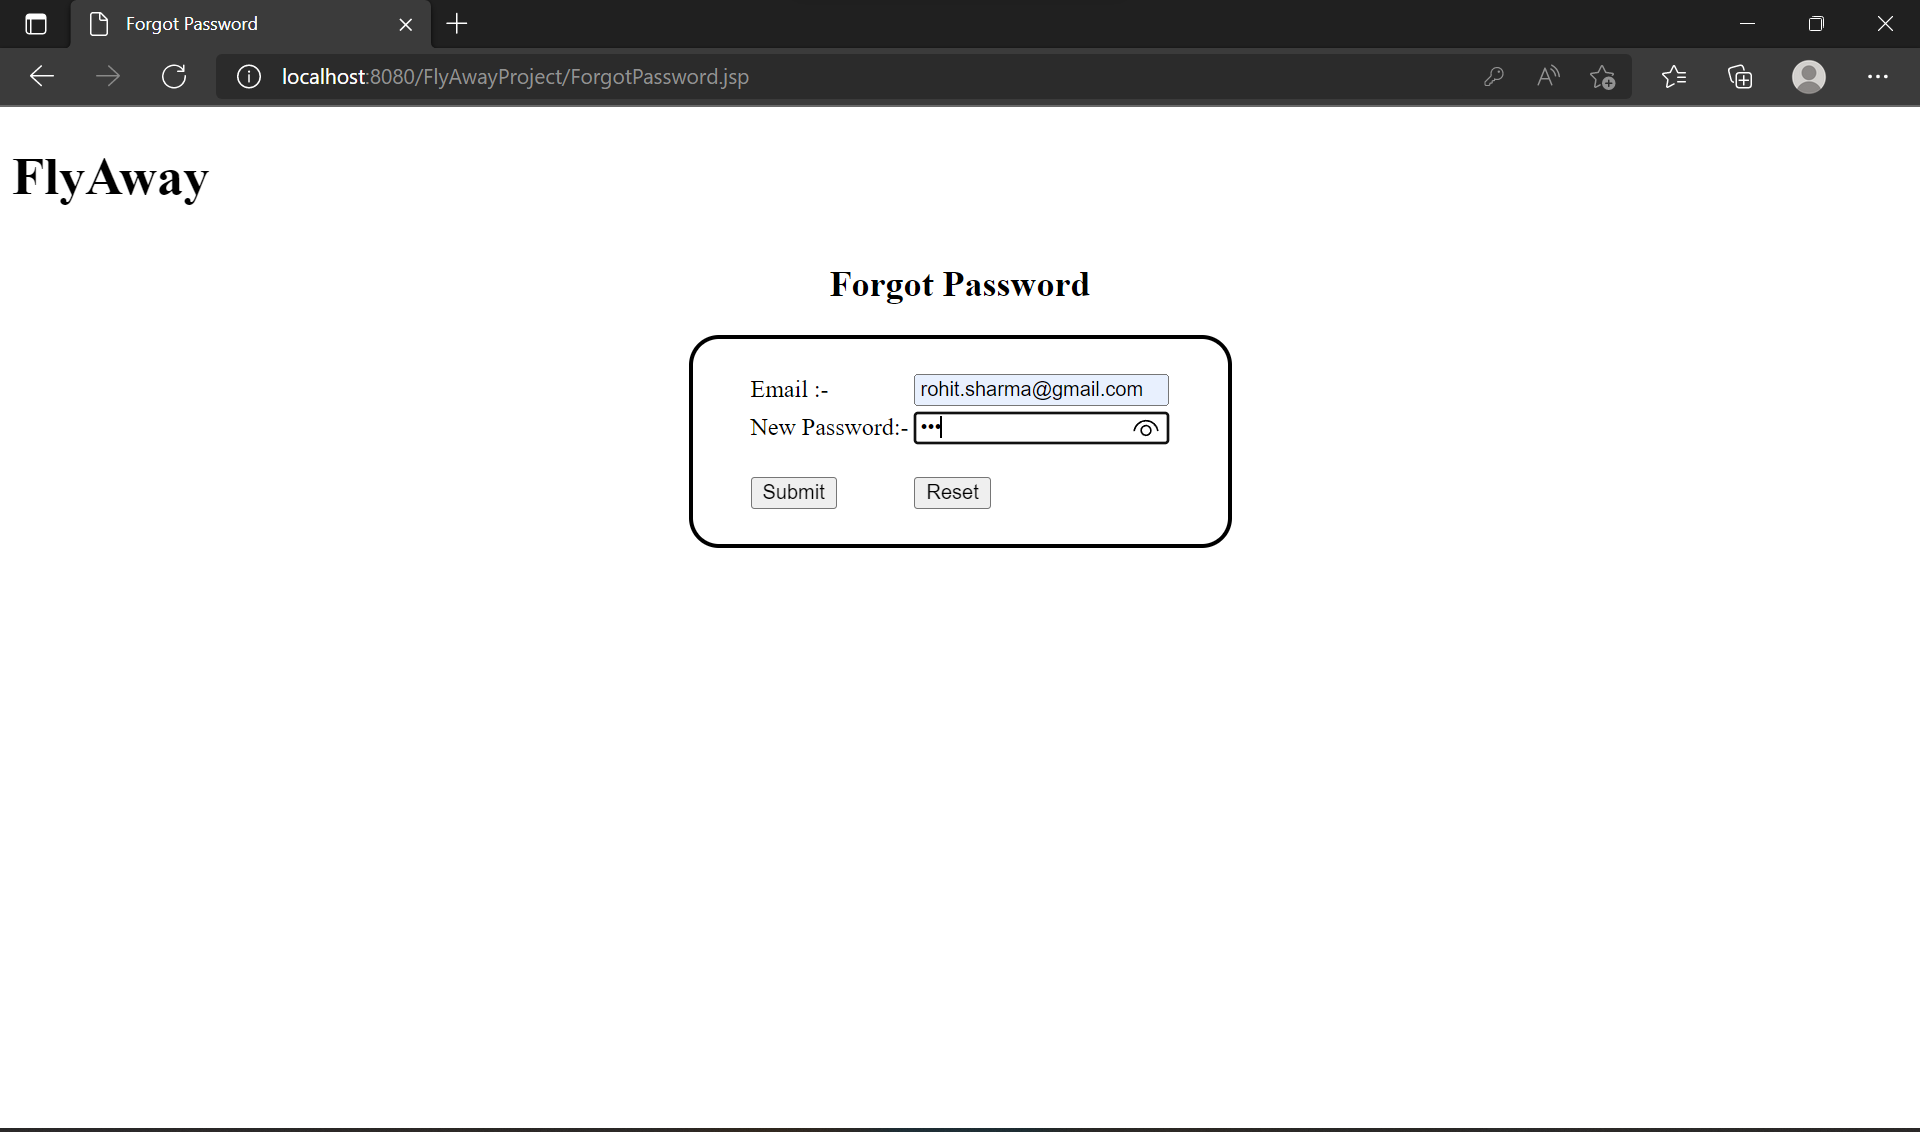 Forgot Password
localhost:8080/FlyAwayProject/ForgotPassword.jsp
FlyAway
Forgot Password
Email :- rohit.sharma@gmail.com
New Password:- •••
Submit Reset